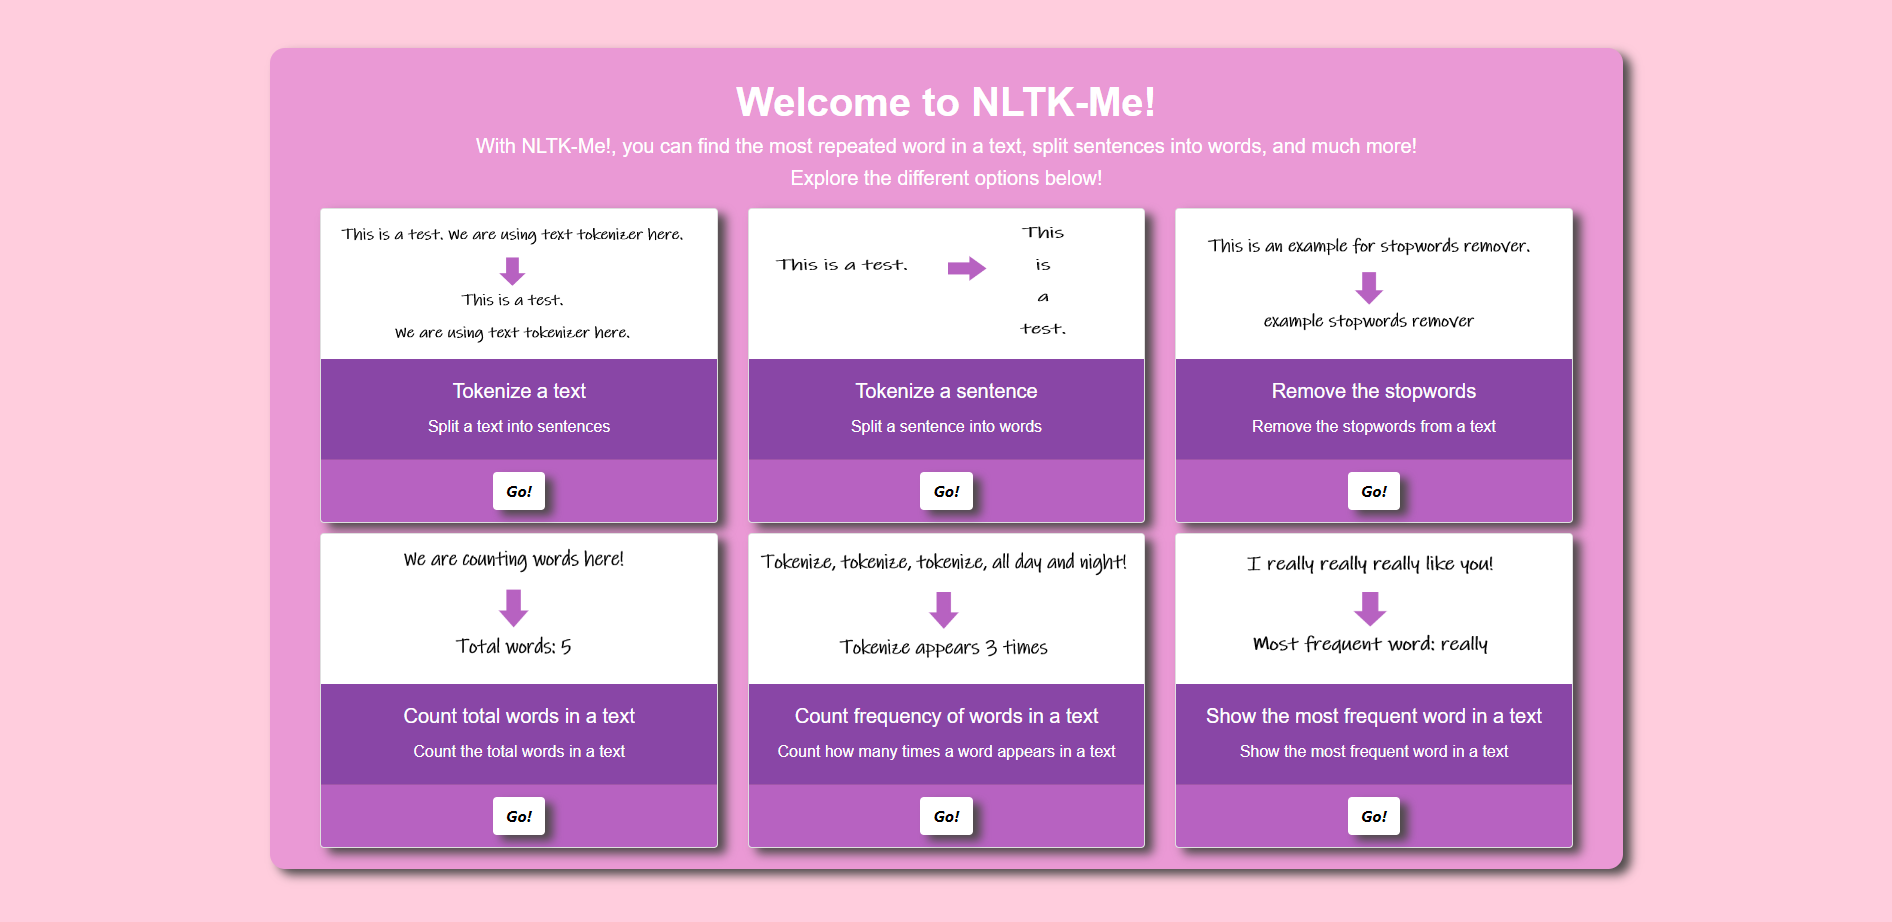 Welcome to NLTK-Me!
With NLTK-Me!, you can find the most repeated word in a text, split sentences into words, and much more!
Explore the different options below!
This is a test. We are using text tokenizer here.
This is a test.
We are using text tokenizer here.
Tokenize a text
Split a text into sentences
Go!
This is a test.
This
is
a
test.
Tokenize a sentence
Split a sentence into words
Go!
This is an example for stopwords remover.
example stopwords remover
Remove the stopwords
Remove the stopwords from a text
Go!
We are counting words here!
Total words: 5
Count total words in a text
Count the total words in a text
Go!
Tokenize, tokenize, tokenize, all day and night!
Tokenize appears 3 times
Count frequency of words in a text
Count how many times a word appears in a text
Go!
I really really really like you!
Most frequent word: really
Show the most frequent word in a text
Show the most frequent word in a text
Go!